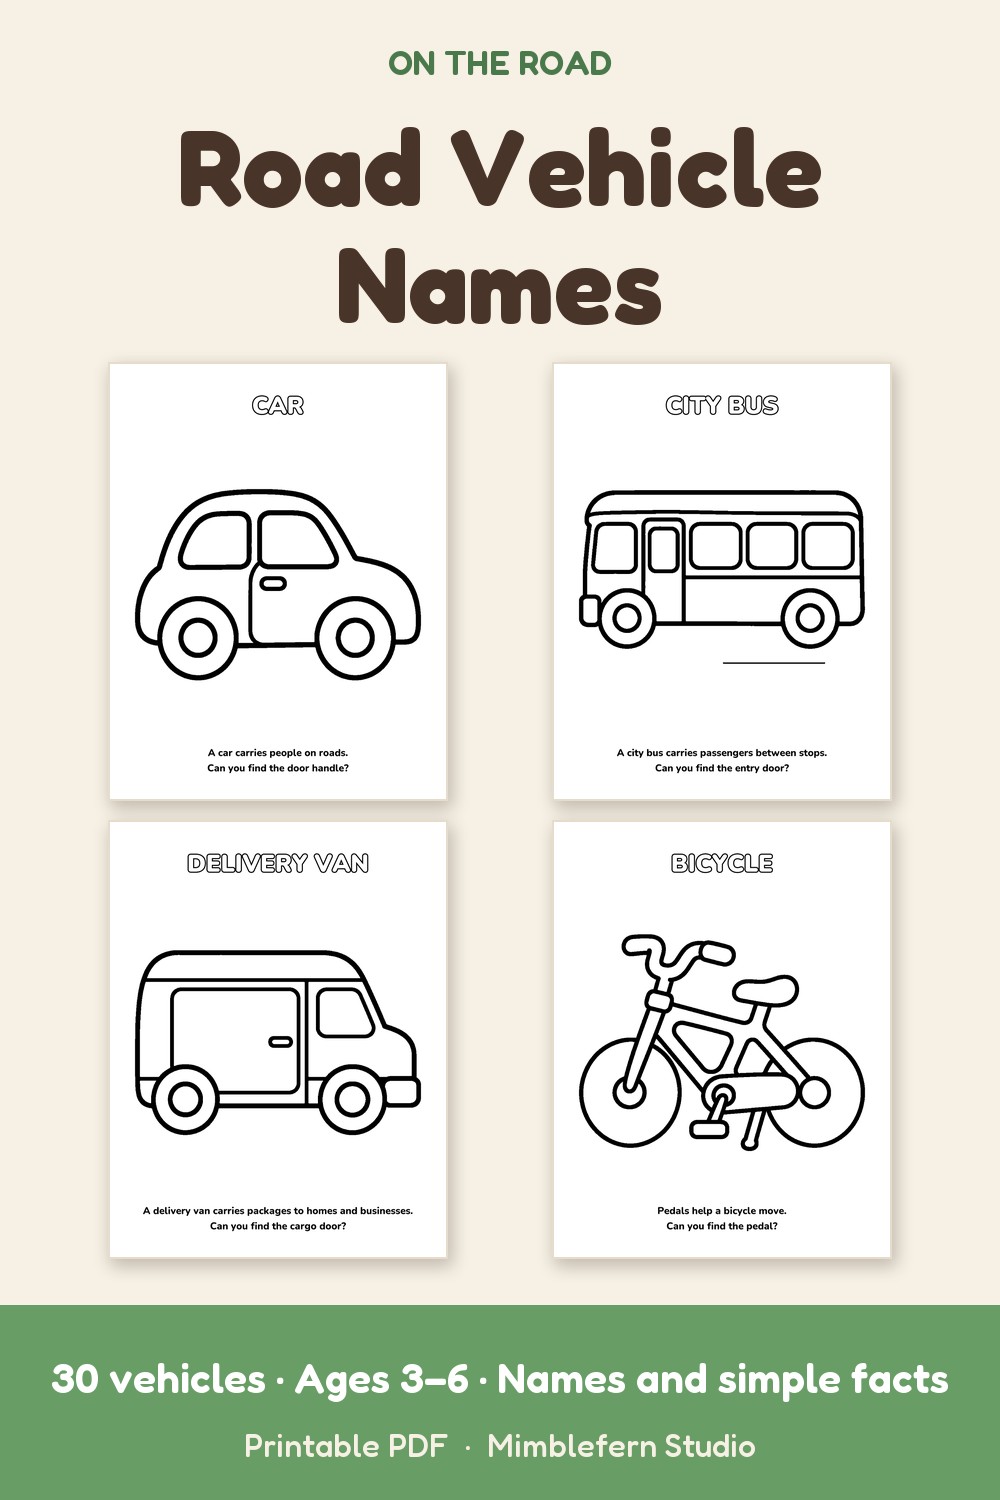 ON THE ROAD
Road Vehicle
Names
CAR
A car carries people on roads.
Can you find the door handle?
CITY BUS
A city bus carries passengers between stops.
Can you find the entry door?
DELIVERY VAN
A delivery van carries packages to homes and businesses.
Can you find the cargo door?
BICYCLE
Pedals help a bicycle move.
Can you find the pedal?
30 vehicles · Ages 3–6 · Names and simple facts
Printable PDF · Mimblefern Studio